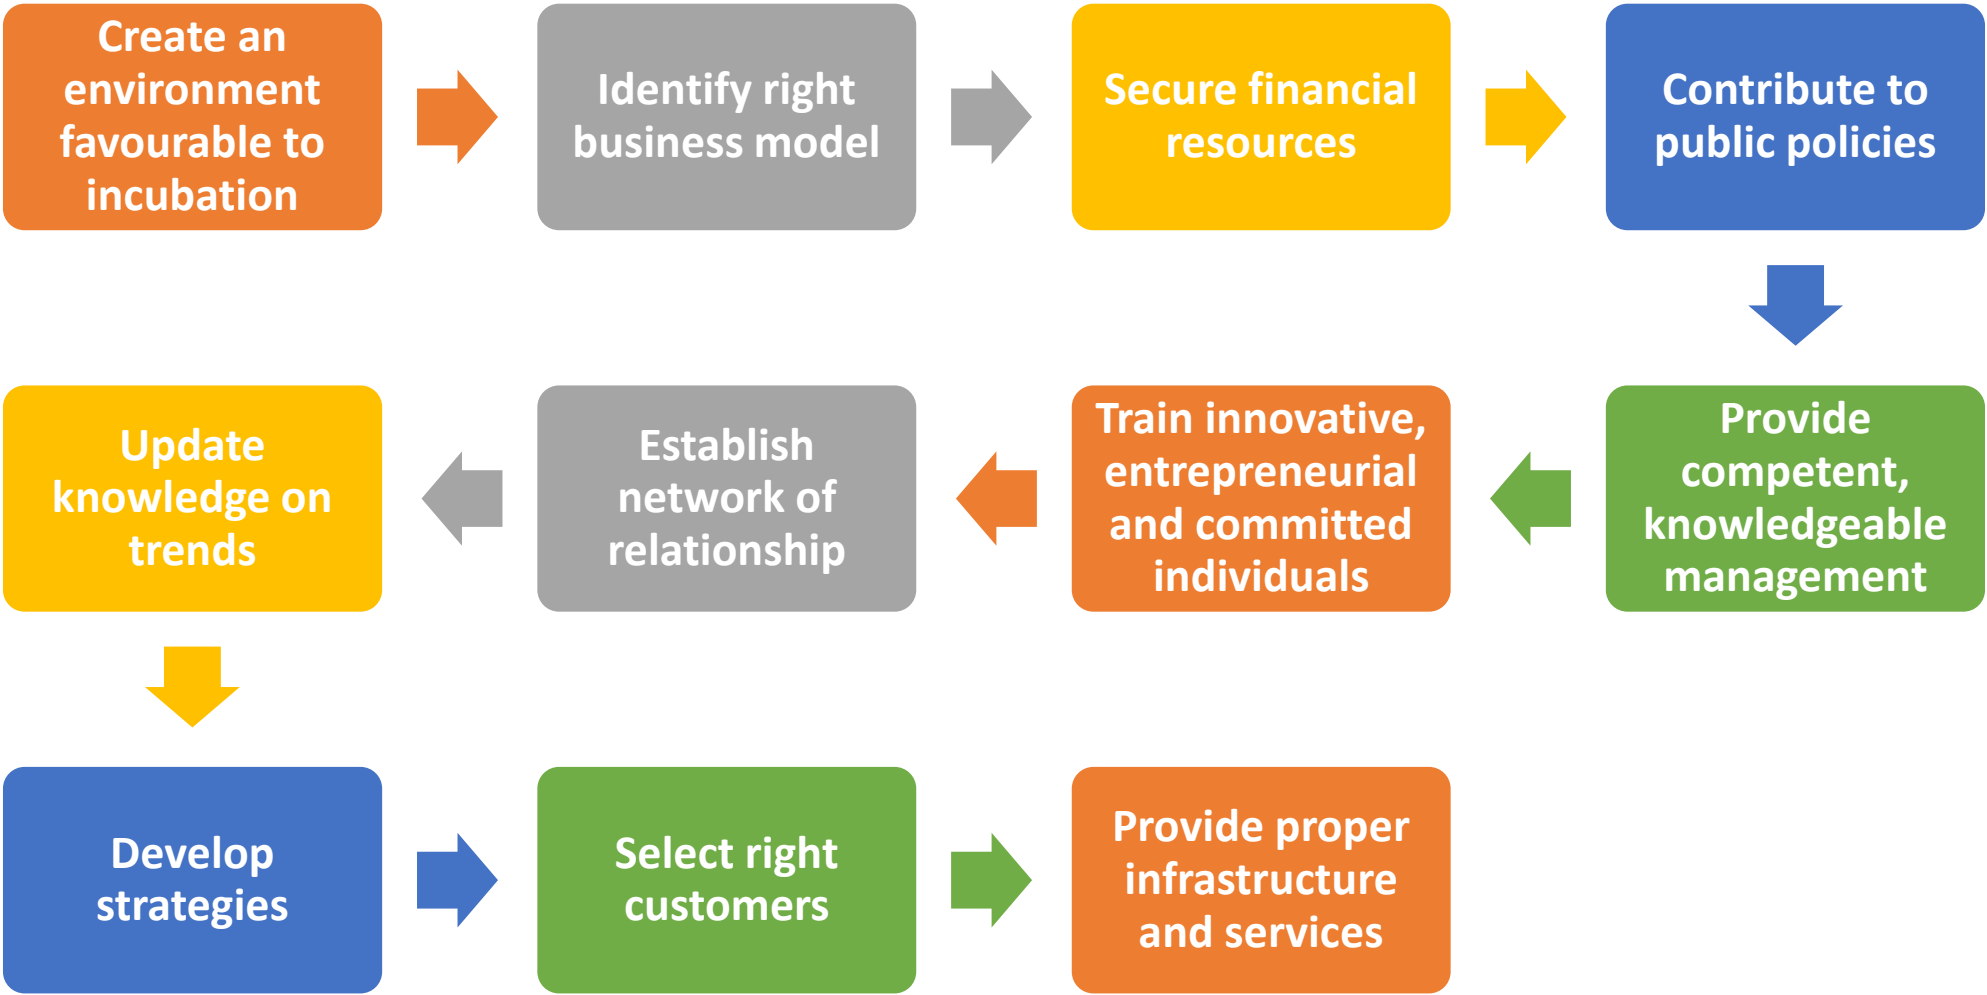 Create an
environment
favourable to
incubation
Identify right
business model
Secure financial
resources
Contribute to
public policies
Provide
competent,
knowledgeable
management
Train innovative,
entrepreneurial
and committed
individuals
Establish
network of
relationship
Update
knowledge on
trends
Develop
strategies
Select right
customers
Provide proper
infrastructure
and services